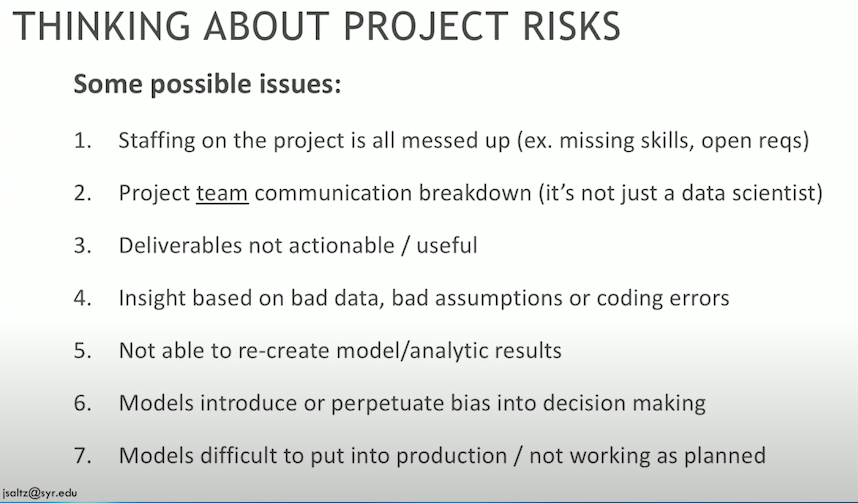 THINKING ABOUT PROJECT RISKS
Some possible issues:
1. Staffing on the project is all messed up (ex. missing skills, open reqs)
2. Project team communication breakdown (it's not just a data scientist)
3. Deliverables not actionable / useful
4. Insight based on bad data, bad assumptions or coding errors
5. Not able to re-create model/analytic results
6. Models introduce or perpetuate bias into decision making
7. Models difficult to put into production / not working as planned
jsaltz@syr.edu